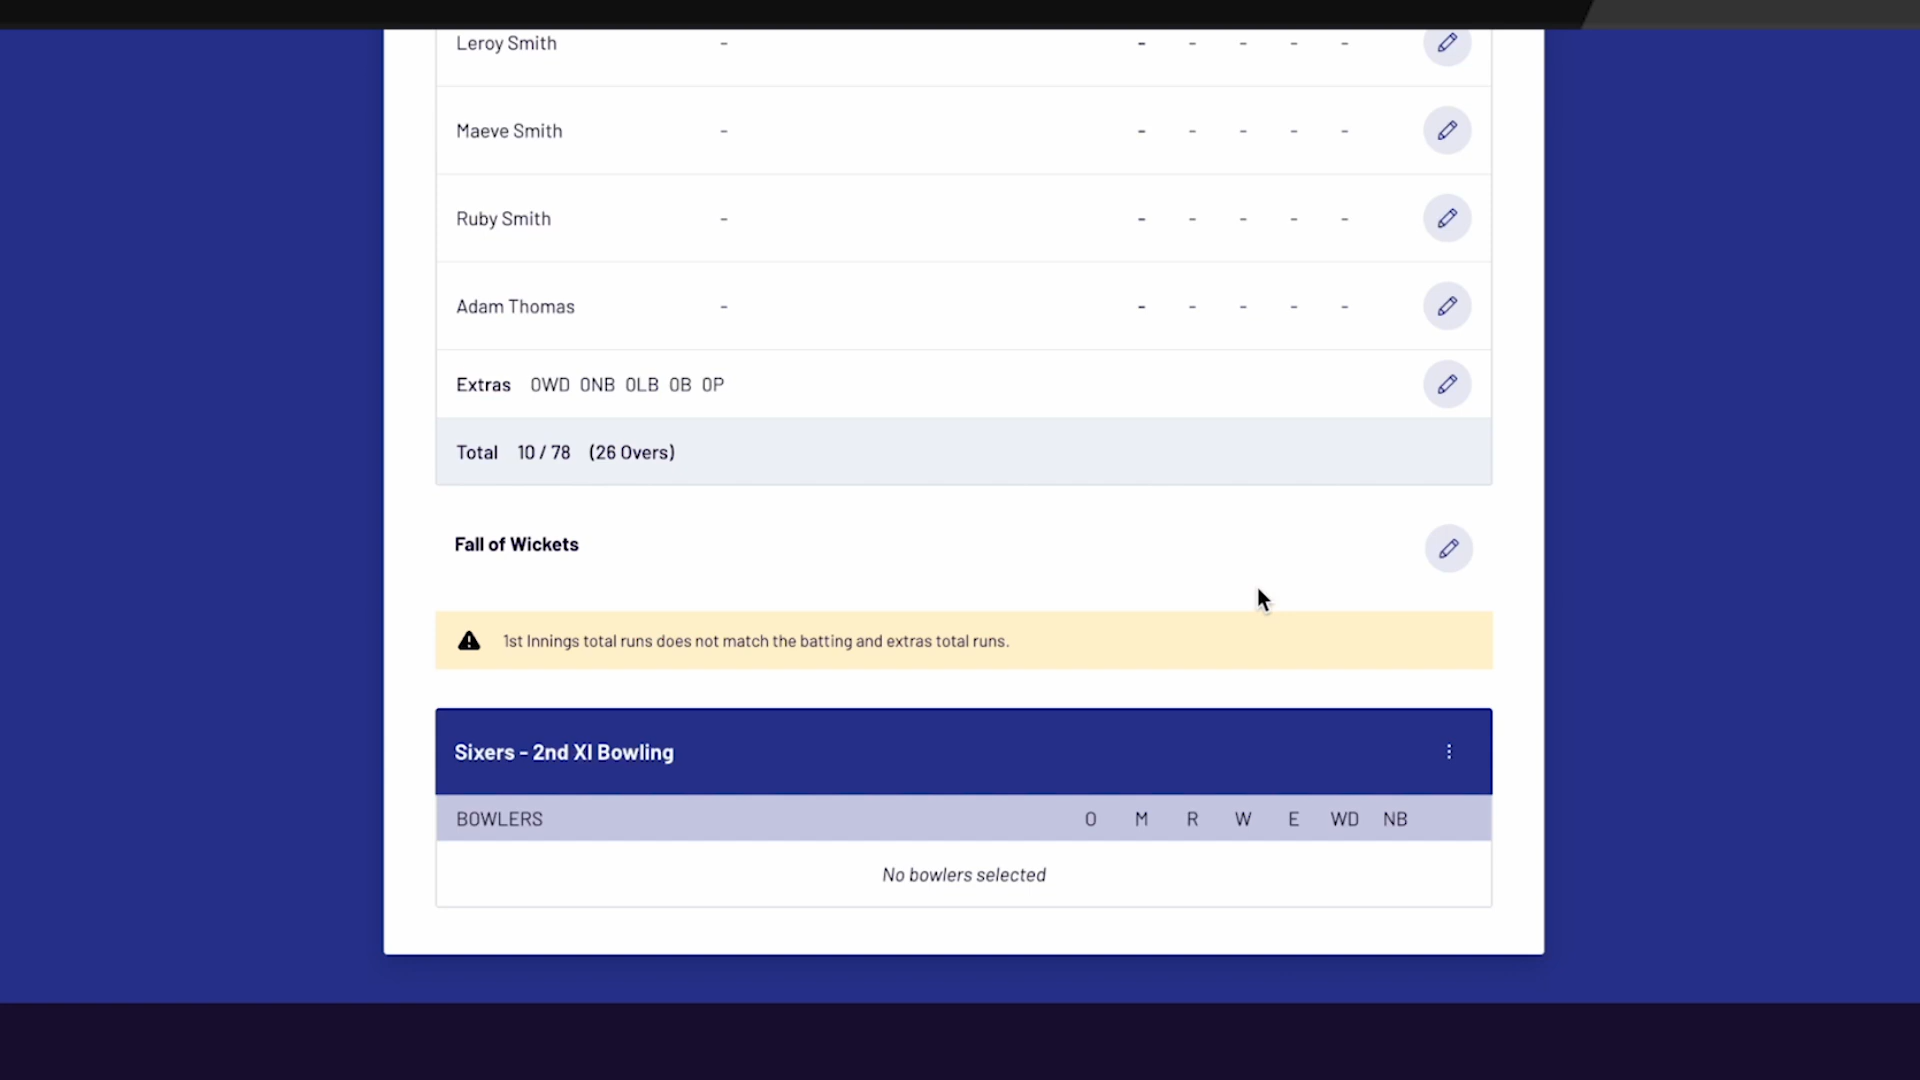 Leroy Smith - - - - - -
Maeve Smith - - - - - -
Ruby Smith - - - - - -
Adam Thomas - - - - - -
Extras 0WD 0NB 0LB 0B 0P
Total 10 / 78 (26 Overs)
Fall of Wickets
1st Innings total runs does not match the batting and extras total runs.
Sixers - 2nd XI Bowling
BOWLERS O M R W E WD NB
No bowlers selected